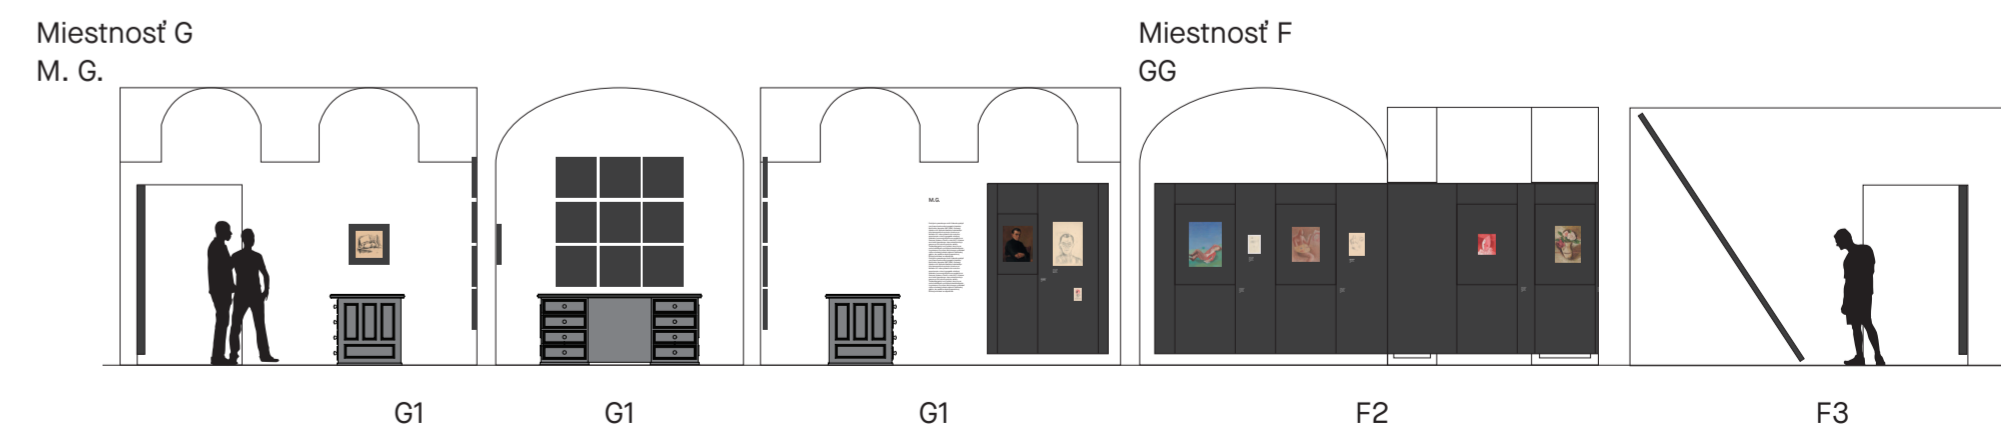 Miestnosť G
M. G.
Miestnosť F
GG
M.G.
G1
G1
G1
F2
F3